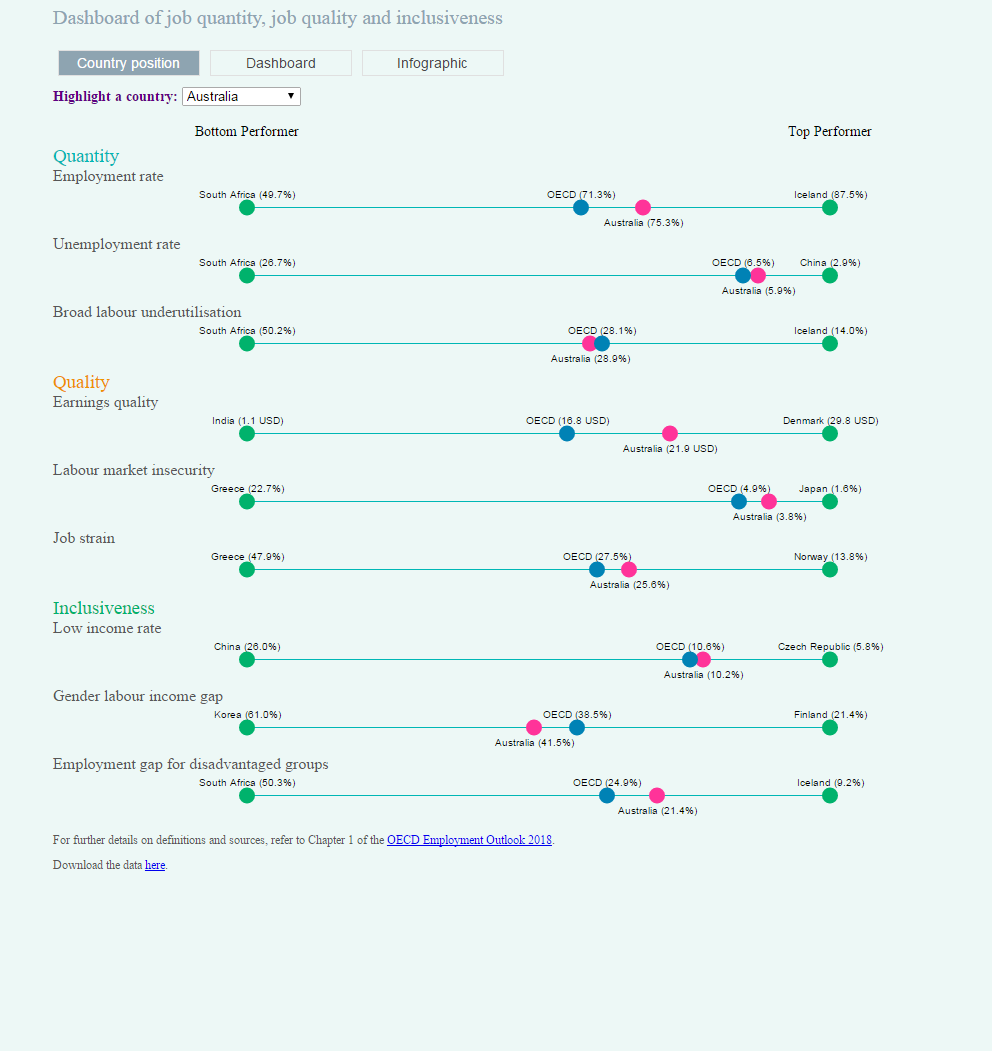 Dashboard of job quantity, job quality and inclusiveness
Country position Dashboard Infographic
Highlight a country: Australia
Bottom Performer Top Performer
Quantity
Employment rate
South Africa (49.7%) OECD (71.3%) Iceland (87.5%)
Australia (75.3%)
Unemployment rate
South Africa (26.7%) OECD (6.5%) China (2.9%)
Australia (5.9%)
Broad labour underutilisation
South Africa (50.2%) OECD (28.1%) Iceland (14.0%)
Australia (28.9%)
Quality
Earnings quality
India (1.1 USD) OECD (16.8 USD) Denmark (29.8 USD)
Australia (21.9 USD)
Labour market insecurity
Greece (22.7%) OECD (4.9%) Japan (1.6%)
Australia (3.8%)
Job strain
Greece (47.9%) OECD (27.5%) Norway (13.8%)
Australia (25.6%)
Inclusiveness
Low income rate
China (26.0%) OECD (10.6%) Czech Republic (5.8%)
Australia (10.2%)
Gender labour income gap
Korea (61.0%) OECD (38.5%) Finland (21.4%)
Australia (41.5%)
Employment gap for disadvantaged groups
South Africa (50.3%) OECD (24.9%) Iceland (9.2%)
Australia (21.4%)
For further details on definitions and sources, refer to Chapter 1 of the OECD Employment Outlook 2018.
Download the data here.